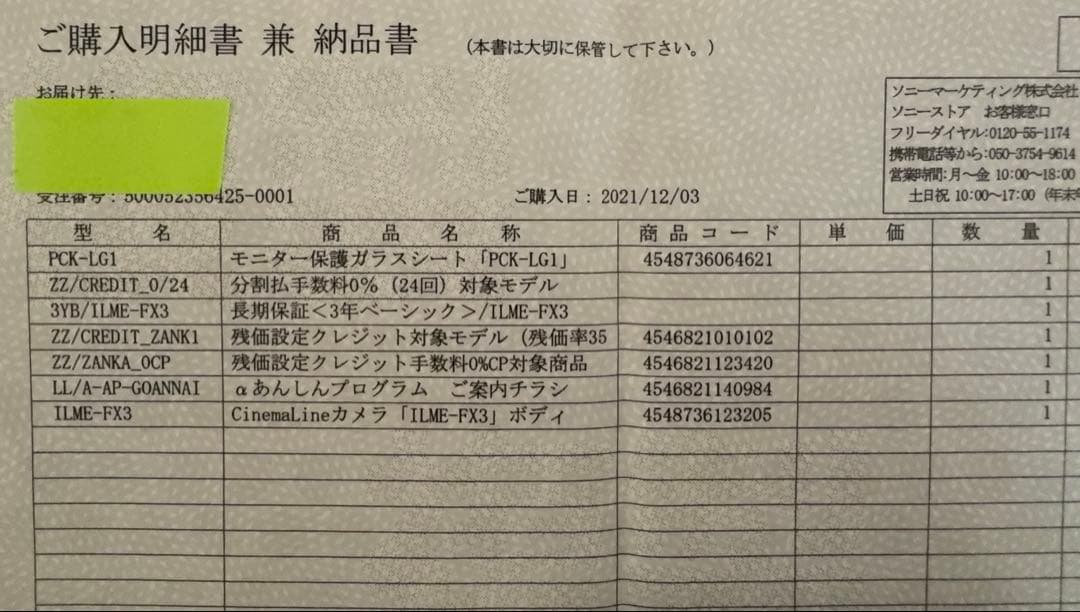 ご購入明細書 兼 納品書 (本書は大切に保管して下さい。)
お届け先：
ソニーマーケティング株式会社
ソニーストア お客様窓口
フリーダイヤル:0120-55-1174
携帯電話等から:050-3754-9614
営業時間:月～金 10:00～18:00
土日祝 10:00～17:00 (年末年
受注番号：500052356425-0001 ご購入日： 2021/12/03
型名 商品名称 商品コード 単価 数量
PCK-LG1 モニター保護ガラスシート「PCK-LG1」 4548736064621 1
ZZ/CREDIT_0/24 分割払手数料0%（24回）対象モデル 1
3YB/ILME-FX3 長期保証＜3年ベーシック＞/ILME-FX3 1
ZZ/CREDIT_ZANK1 残価設定クレジット対象モデル（残価率35 4546821010102 1
ZZ/ZANKA_0CP 残価設定クレジット手数料0%CP対象商品 4546821123420 1
LL/A-AP-GOANNAI αあんしんプログラム ご案内チラシ 4546821140984 1
ILME-FX3 CinemaLineカメラ「ILME-FX3」ボディ 4548736123205 1